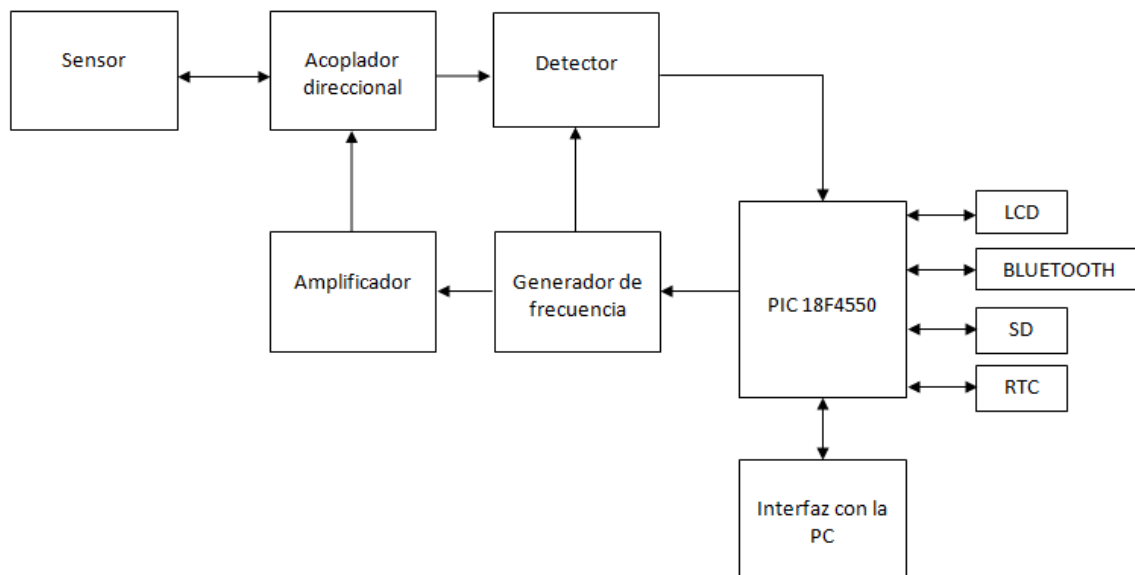 Sensor
Acoplador
direccional
Detector
Amplificador
Generador de
frecuencia
PIC 18F4550
LCD
BLUETOOTH
SD
RTC
Interfaz con la
PC